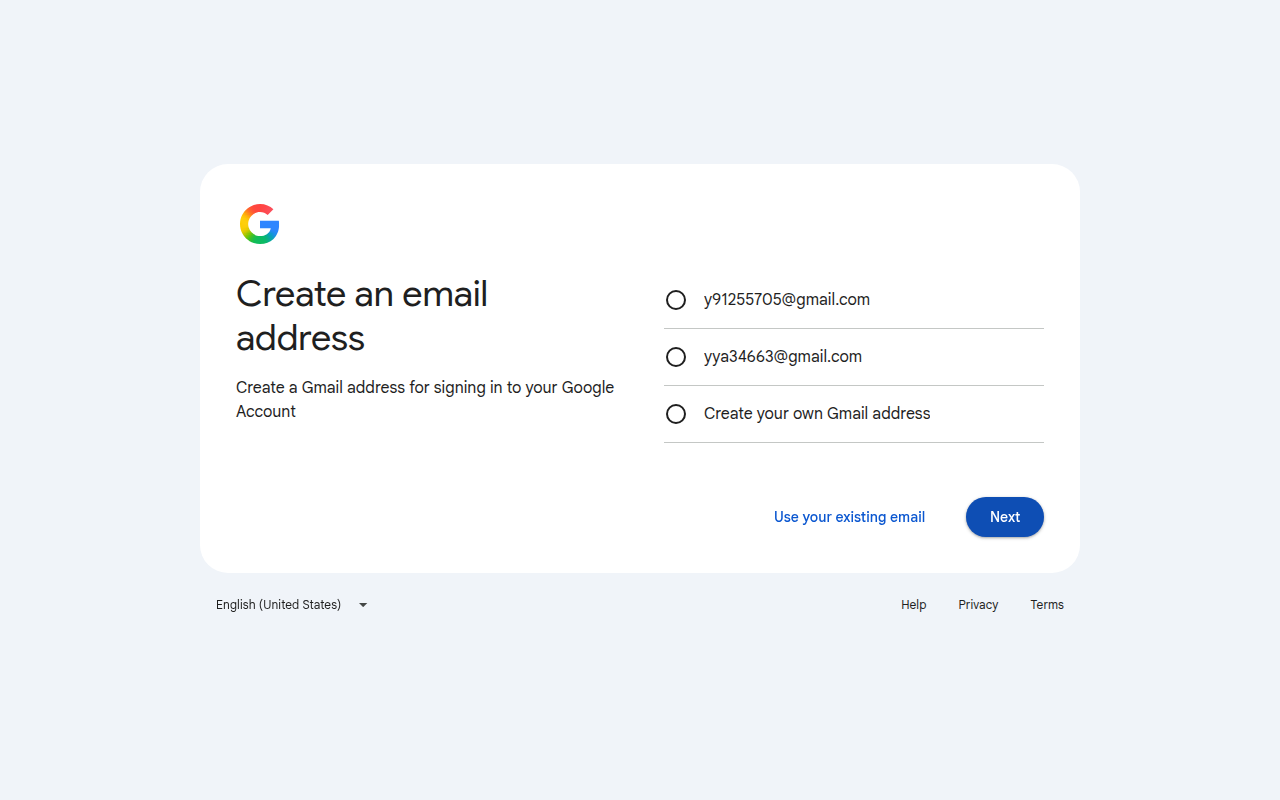 Create an email
address
Create a Gmail address for signing in to your Google
Account
y91255705@gmail.com
yya34663@gmail.com
Create your own Gmail address
Use your existing email
Next
English (United States)
Help
Privacy
Terms